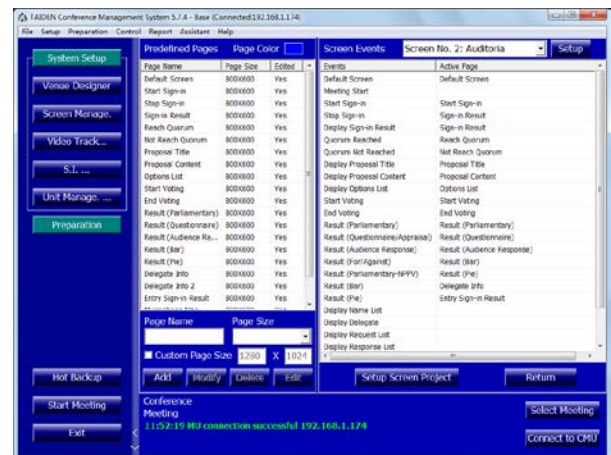 TAIDEN Conference Management System 5.7.4 - Base (Connected:192.168.1.174)
File Setup Preparation Control Report Assistant Help
System Setup
Venue Designer
Screen Manage.
Video Track...
S.I. ...
Unit Manage. ...
Preparation
Hot Backup
Start Meeting
Exit
Predefined Pages Page Color
Page Name Page Size Edited
Default Screen 800X600 Yes
Start Sign-in 800X600 Yes
Stop Sign-in 800X600 Yes
Sign-in Result 800X600 Yes
Reach Quorum 800X600 Yes
Not Reach Quorum 800X600 Yes
Proposal Title 800X600 Yes
Proposal Content 800X600 Yes
Options List 800X600 Yes
Start Voting 800X600 Yes
End Voting 800X600 Yes
Result (Parliamentary) 800X600 Yes
Result (Questionnaire) 800X600 Yes
Result (Audience Re... 800X600 Yes
Result (Bar) 800X600 Yes
Result (Pie) 800X600 Yes
Delegate Info 800X600 Yes
Delegate Info 2 800X600 Yes
Entry Sign-in Result 800X600 Yes
Page Name Page Size
Custom Page Size 1280 X 1024
Add Modify Delete Edit
Screen Events Screen No. 2: Auditoria Setup
Events Active Page
Default Screen Default Screen
Meeting Start
Start Sign-in Start Sign-in
Stop Sign-in Sign-in Result
Display Sign-in Result Sign-in Result
Quorum Reached Reach Quorum
Quorum Not Reached Not Reach Quorum
Display Proposal Title Proposal Title
Display Proposal Content Proposal Content
Display Options List Options List
Start Voting Start Voting
End Voting End Voting
Result (Parliamentary) Result (Parliamentary)
Result (Questionnaire/Appraisal) Result (Questionnaire)
Result (Audience Response) Result (Audience Response)
Result (For/Against) Result (Bar)
Result (Parliamentary-NPPV) Result (Pie)
Result (Bar) Delegate Info
Result (Pie) Entry Sign-in Result
Display Name List
Display Delegate
Display Request List
Display Response List
Setup Screen Project Return
Conference
Meeting
11:52:19 MU connection successful 192.168.1.174
Select Meeting
Connect to CMU